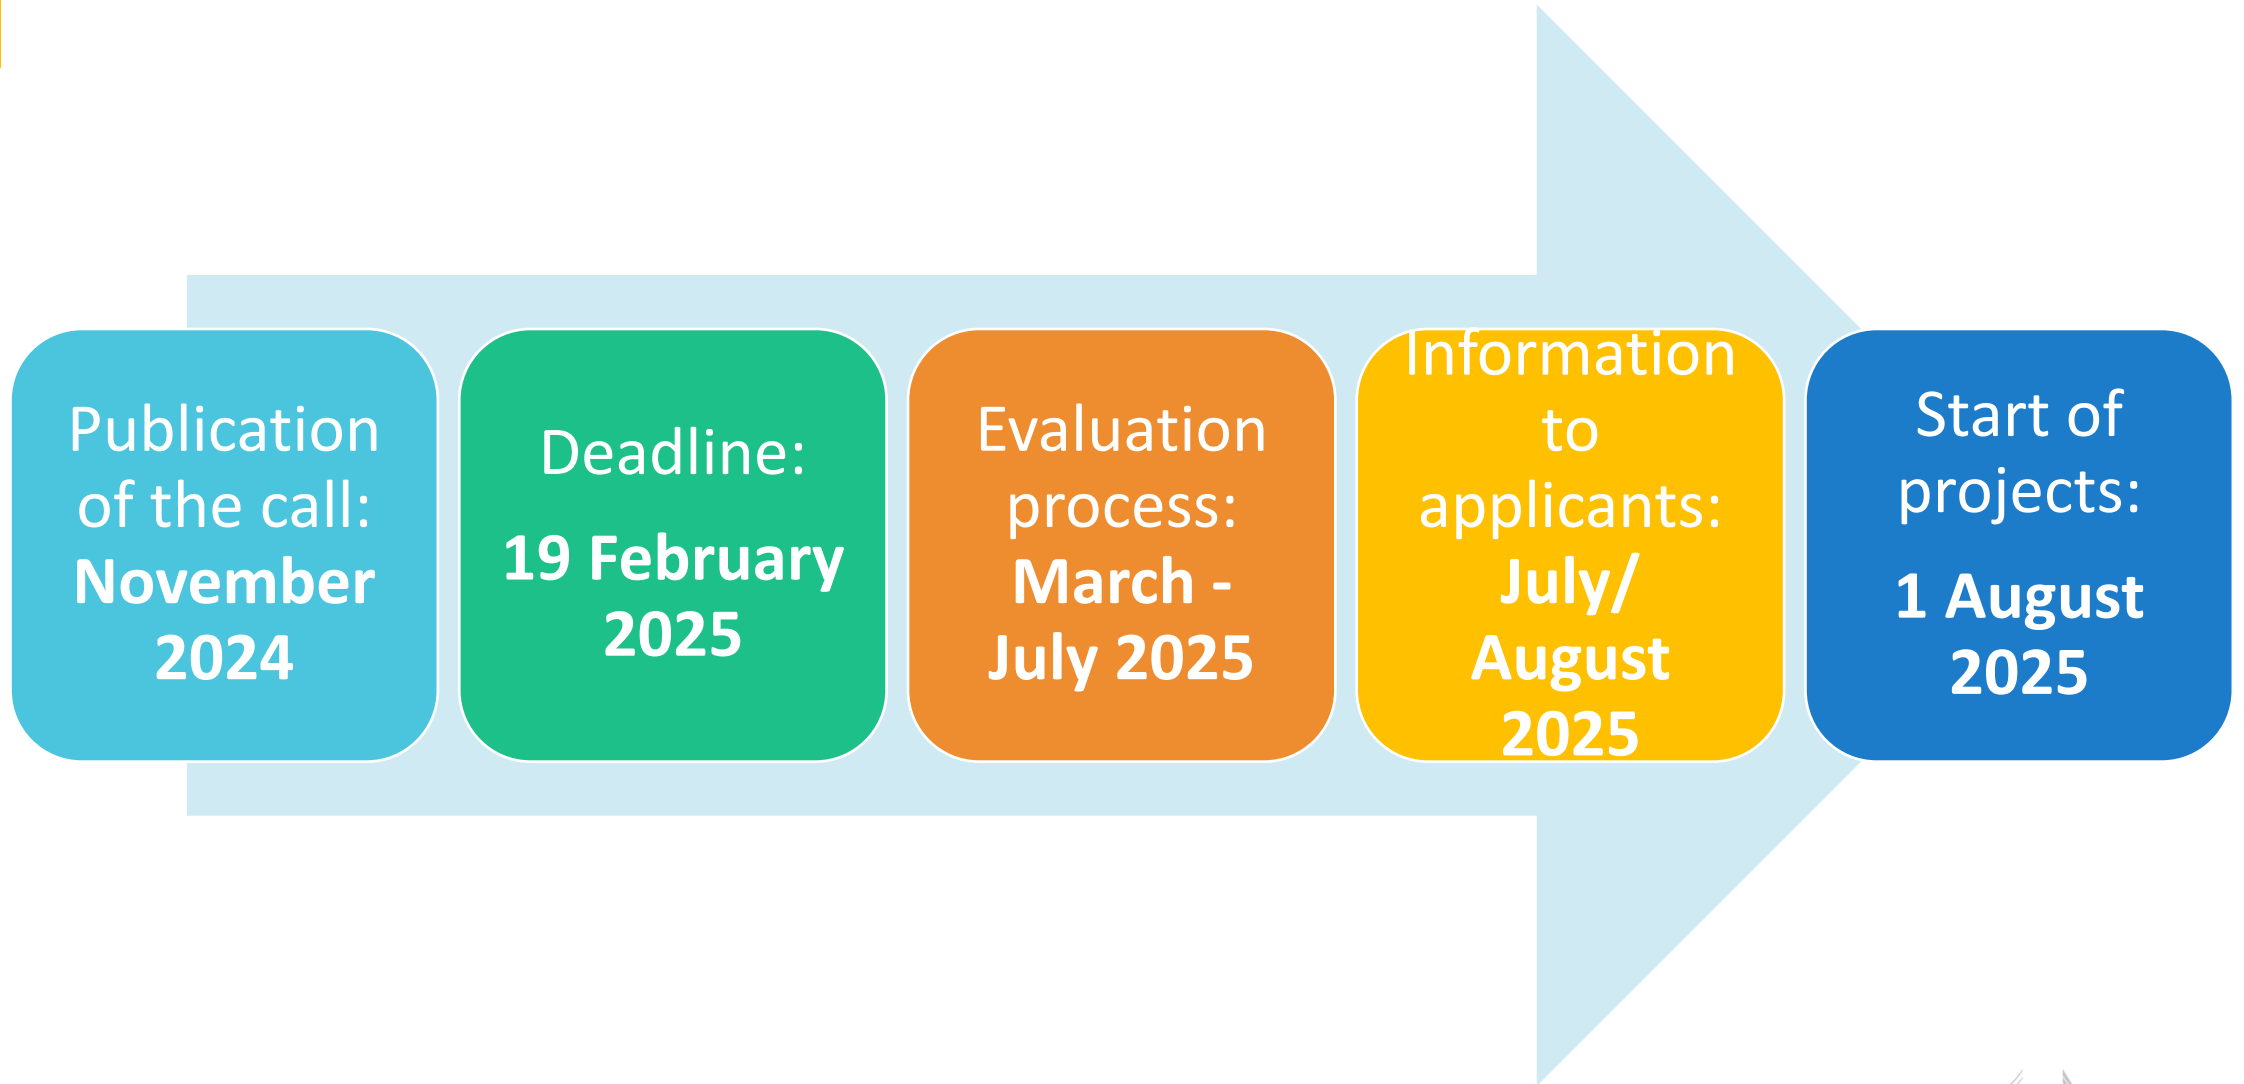 Publication
of the call:
November
2024
Deadline:
19 February
2025
Evaluation
process:
March -
July 2025
Information
to
applicants:
July/
August
2025
Start of
projects:
1 August
2025